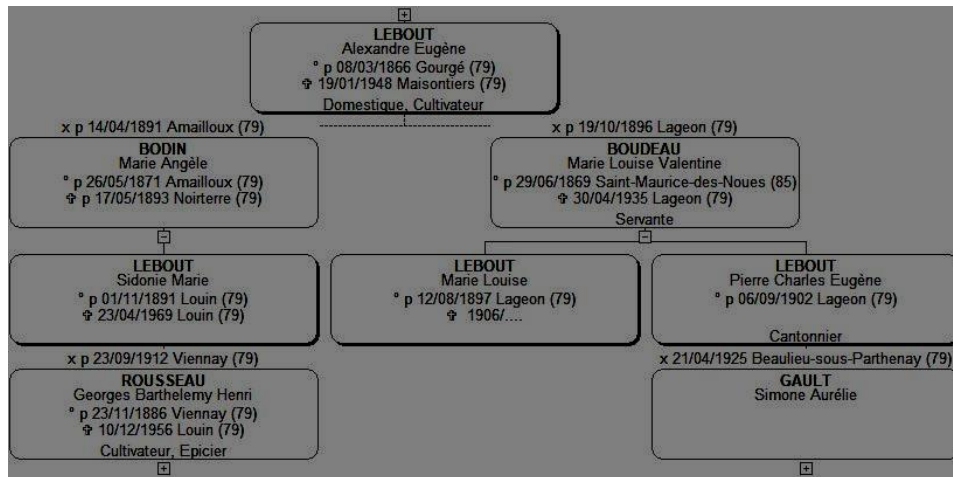 LEBOUT
Alexandre Eugène
° p 08/03/1866 Gourgé (79)
✞ 19/01/1948 Maisontiers (79)
Domestique, Cultivateur
x p 14/04/1891 Amailloux (79)
BODIN
Marie Angèle
° p 26/05/1871 Amailloux (79)
✞ p 17/05/1893 Noirterre (79)
x p 19/10/1896 Lageon (79)
BOUDEAU
Marie Louise Valentine
° p 29/06/1869 Saint-Maurice-des-Noues (85)
✞ 30/04/1935 Lageon (79)
Servante
LEBOUT
Sidonie Marie
° p 01/11/1891 Louin (79)
✞ 23/04/1969 Louin (79)
LEBOUT
Marie Louise
° p 12/08/1897 Lageon (79)
✞ 1906/....
LEBOUT
Pierre Charles Eugène
° p 06/09/1902 Lageon (79)
Cantonnier
x p 23/09/1912 Viennay (79)
ROUSSEAU
Georges Barthelemy Henri
° p 23/11/1886 Viennay (79)
✞ 10/12/1956 Louin (79)
Cultivateur, Epicier
x 21/04/1925 Beaulieu-sous-Parthenay (79)
GAULT
Simone Aurélie